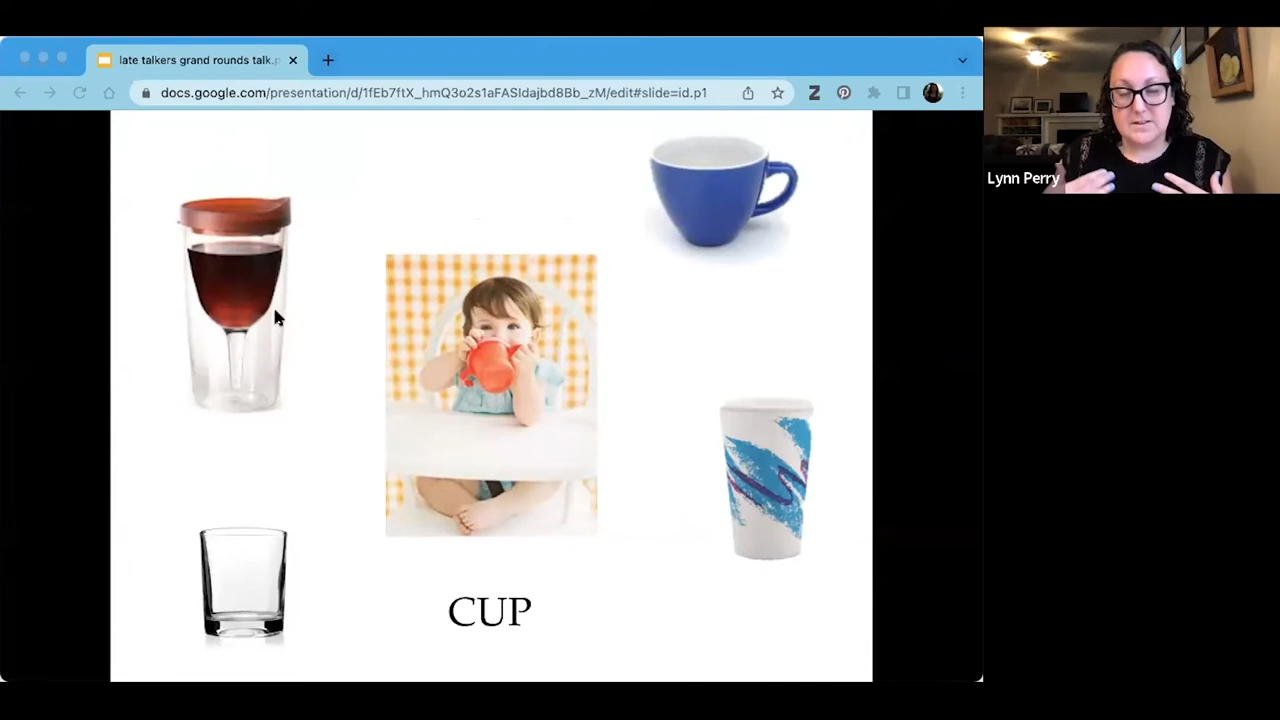 late talkers grand rounds talk.p
docs.google.com/presentation/d/1fEb7ftX_hmQ3o2s1aFASIdajbd8Bb_zM/edit#slide=id.p1
Lynn Perry
CUP